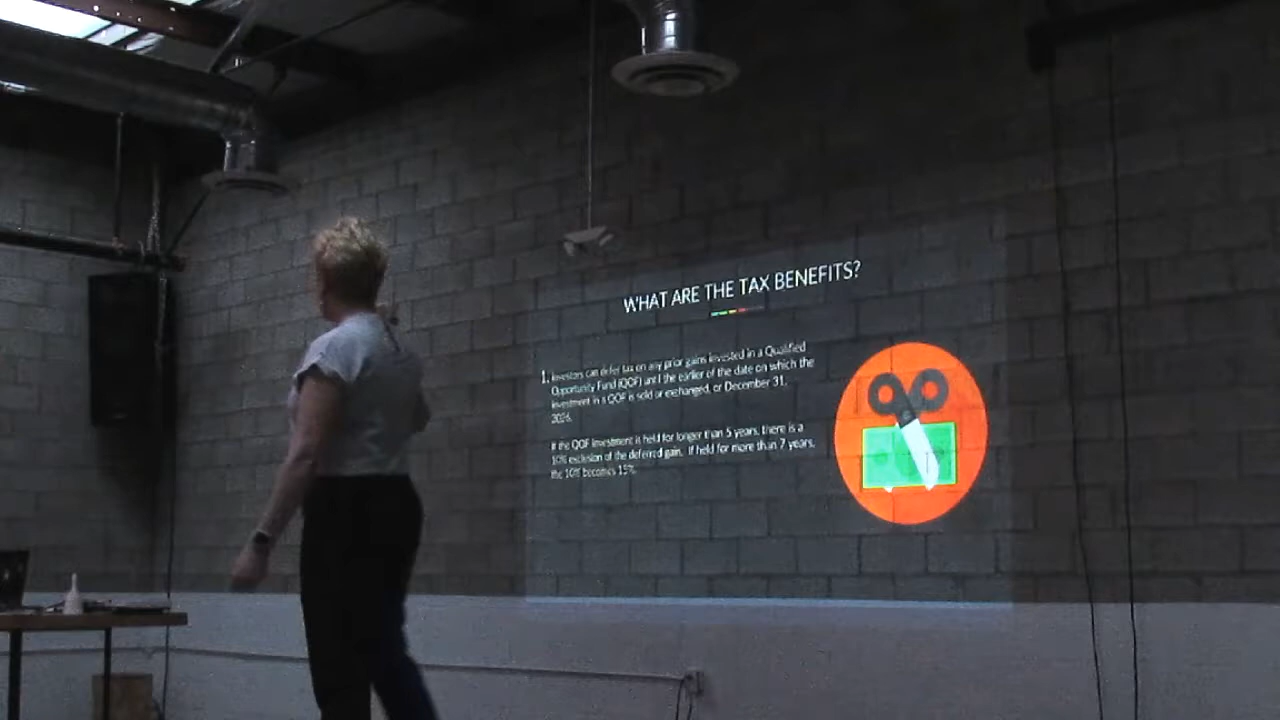 WHAT ARE THE TAX BENEFITS?
1. Investors can defer tax on any prior gains invested in a Qualified
Opportunity Fund (QOF) until the earlier of the date on which the
investment in a QOF is sold or exchanged, or December 31,
2026.
If the QOF investment is held for longer than 5 years, there is a
10% exclusion of the deferred gain. If held for more than 7 years,
the 10% becomes 15%.